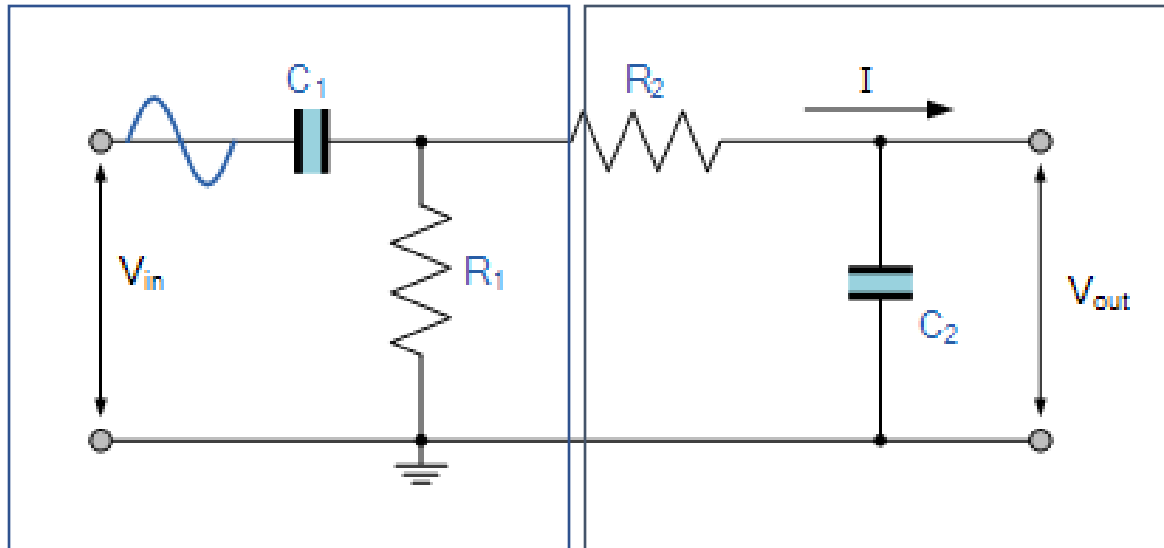 C₁
R₂
I
Vᵢₙ
R₁
C₂
Vₒᵤₜ